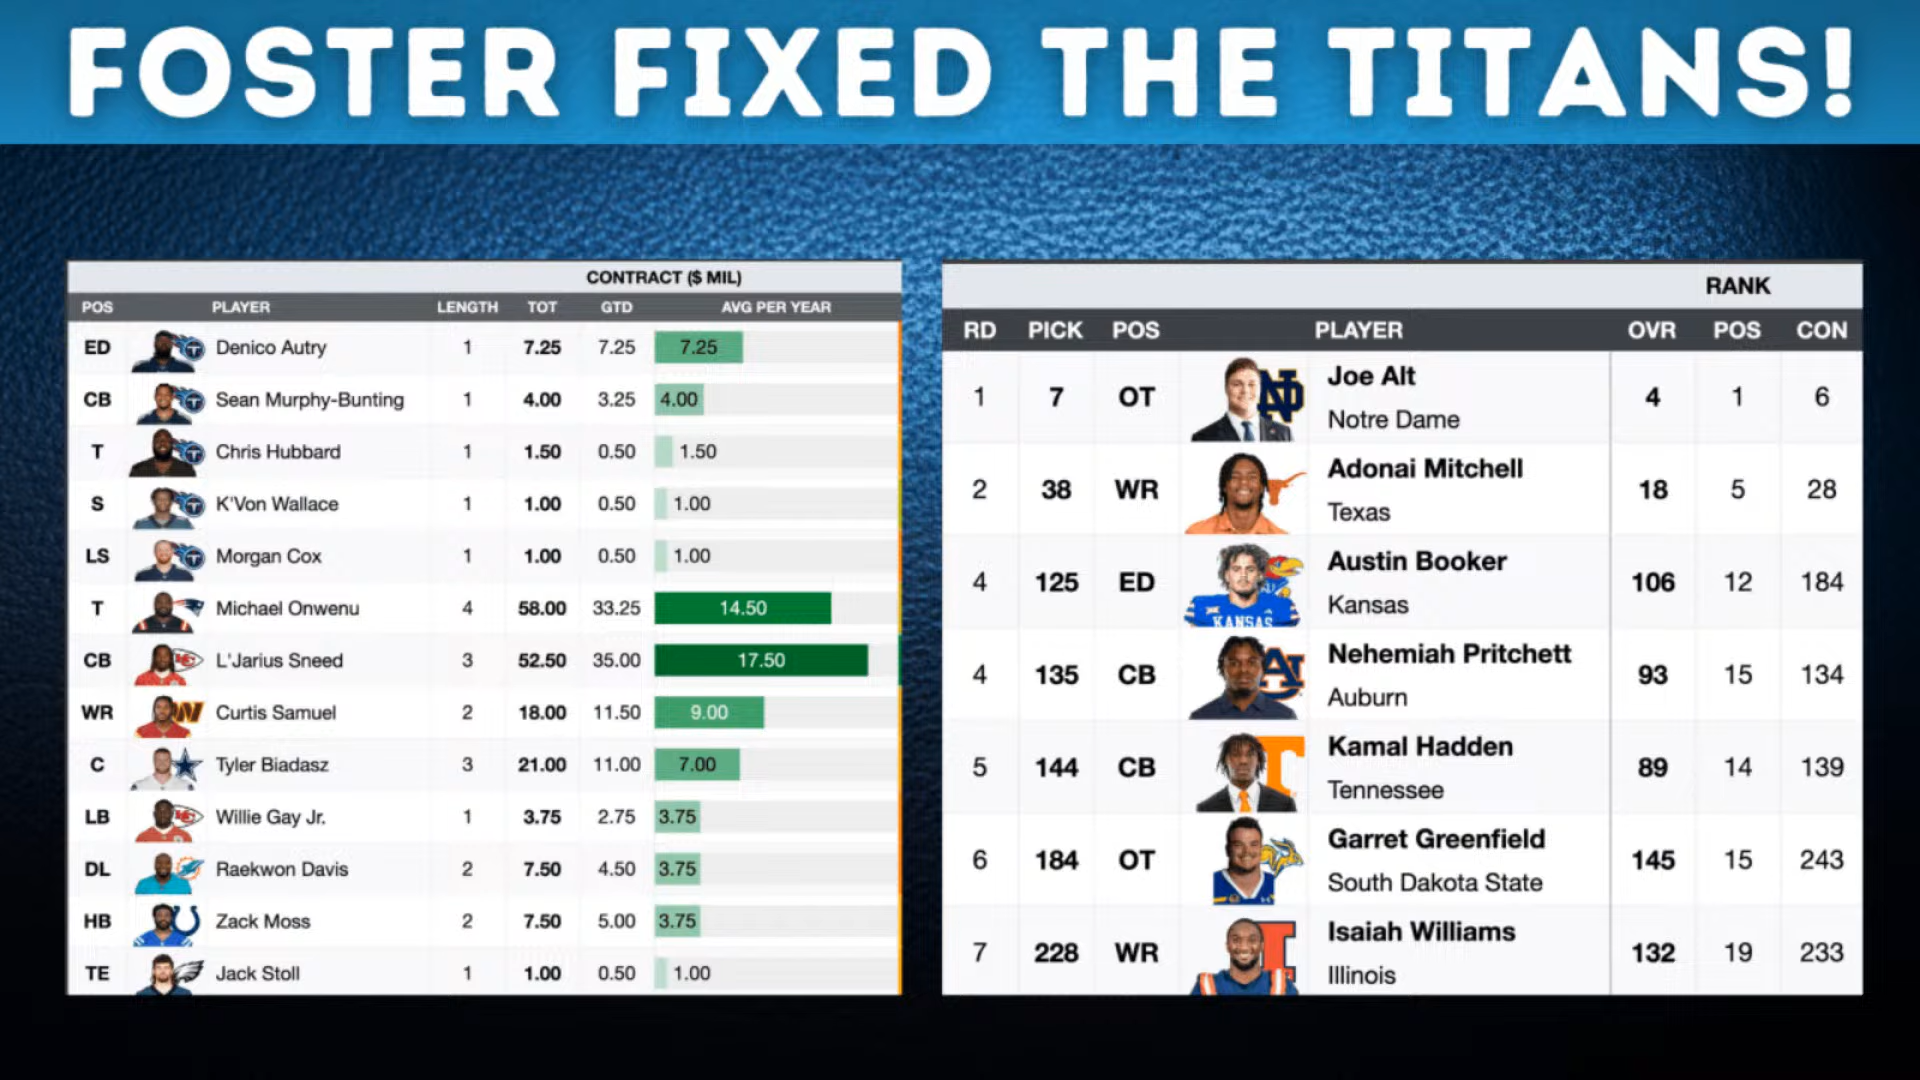 FOSTER FIXED THE TITANS!
CONTRACT ($ MIL)
POS PLAYER LENGTH TOT GTD AVG PER YEAR
ED Denico Autry 1 7.25 7.25 7.25
CB Sean Murphy-Bunting 1 4.00 3.25 4.00
T Chris Hubbard 1 1.50 0.50 1.50
S K'Von Wallace 1 1.00 0.50 1.00
LS Morgan Cox 1 1.00 0.50 1.00
T Michael Onwenu 4 58.00 33.25 14.50
CB L'Jarius Sneed 3 52.50 35.00 17.50
WR Curtis Samuel 2 18.00 11.50 9.00
C Tyler Biadasz 3 21.00 11.00 7.00
LB Willie Gay Jr. 1 3.75 2.75 3.75
DL Raekwon Davis 2 7.50 4.50 3.75
HB Zack Moss 2 7.50 5.00 3.75
TE Jack Stoll 1 1.00 0.50 1.00
RANK
RD PICK POS PLAYER OVR POS CON
1 7 OT Joe Alt 4 1 6
Notre Dame
2 38 WR Adonai Mitchell 18 5 28
Texas
4 125 ED Austin Booker 106 12 184
Kansas
KANSAS
4 135 CB Nehemiah Pritchett 93 15 134
Auburn
5 144 CB Kamal Hadden 89 14 139
Tennessee
6 184 OT Garret Greenfield 145 15 243
South Dakota State
7 228 WR Isaiah Williams 132 19 233
Illinois